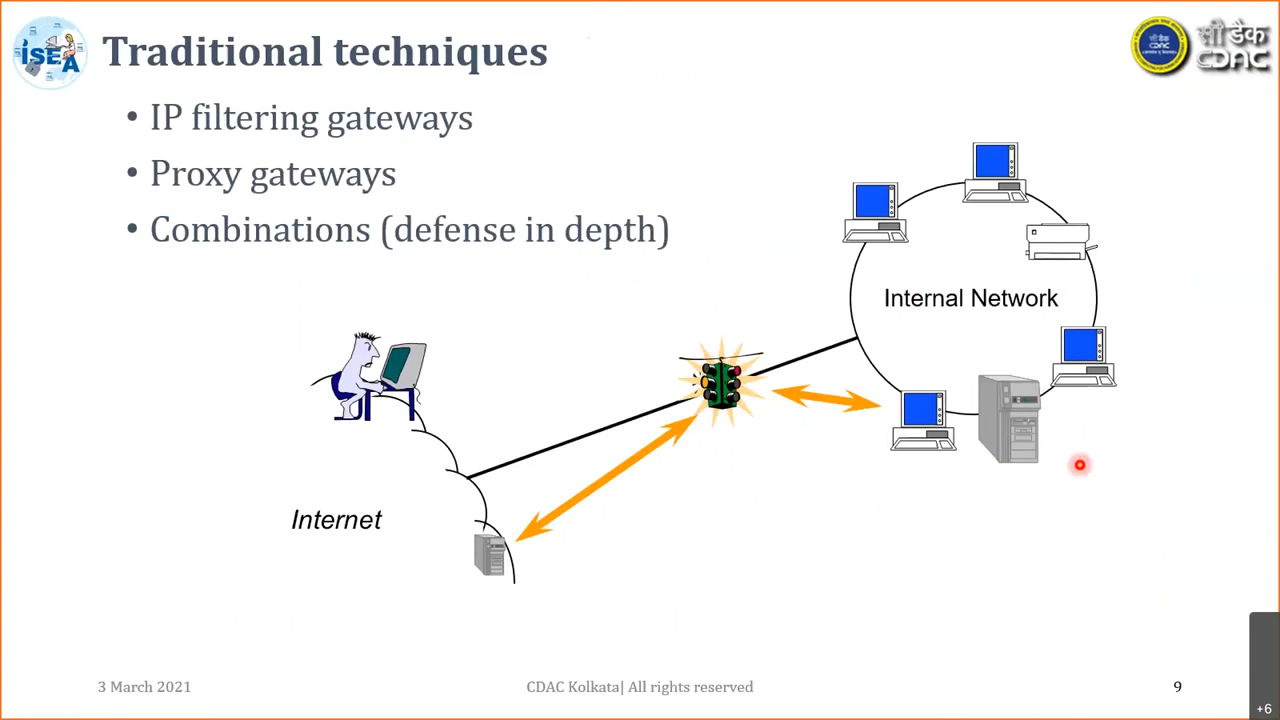 ISEA
Traditional techniques
सी डैक
CDAC
• IP filtering gateways
• Proxy gateways
• Combinations (defense in depth)
Internal Network
Internet
3 March 2021
CDAC Kolkata| All rights reserved
9
+6